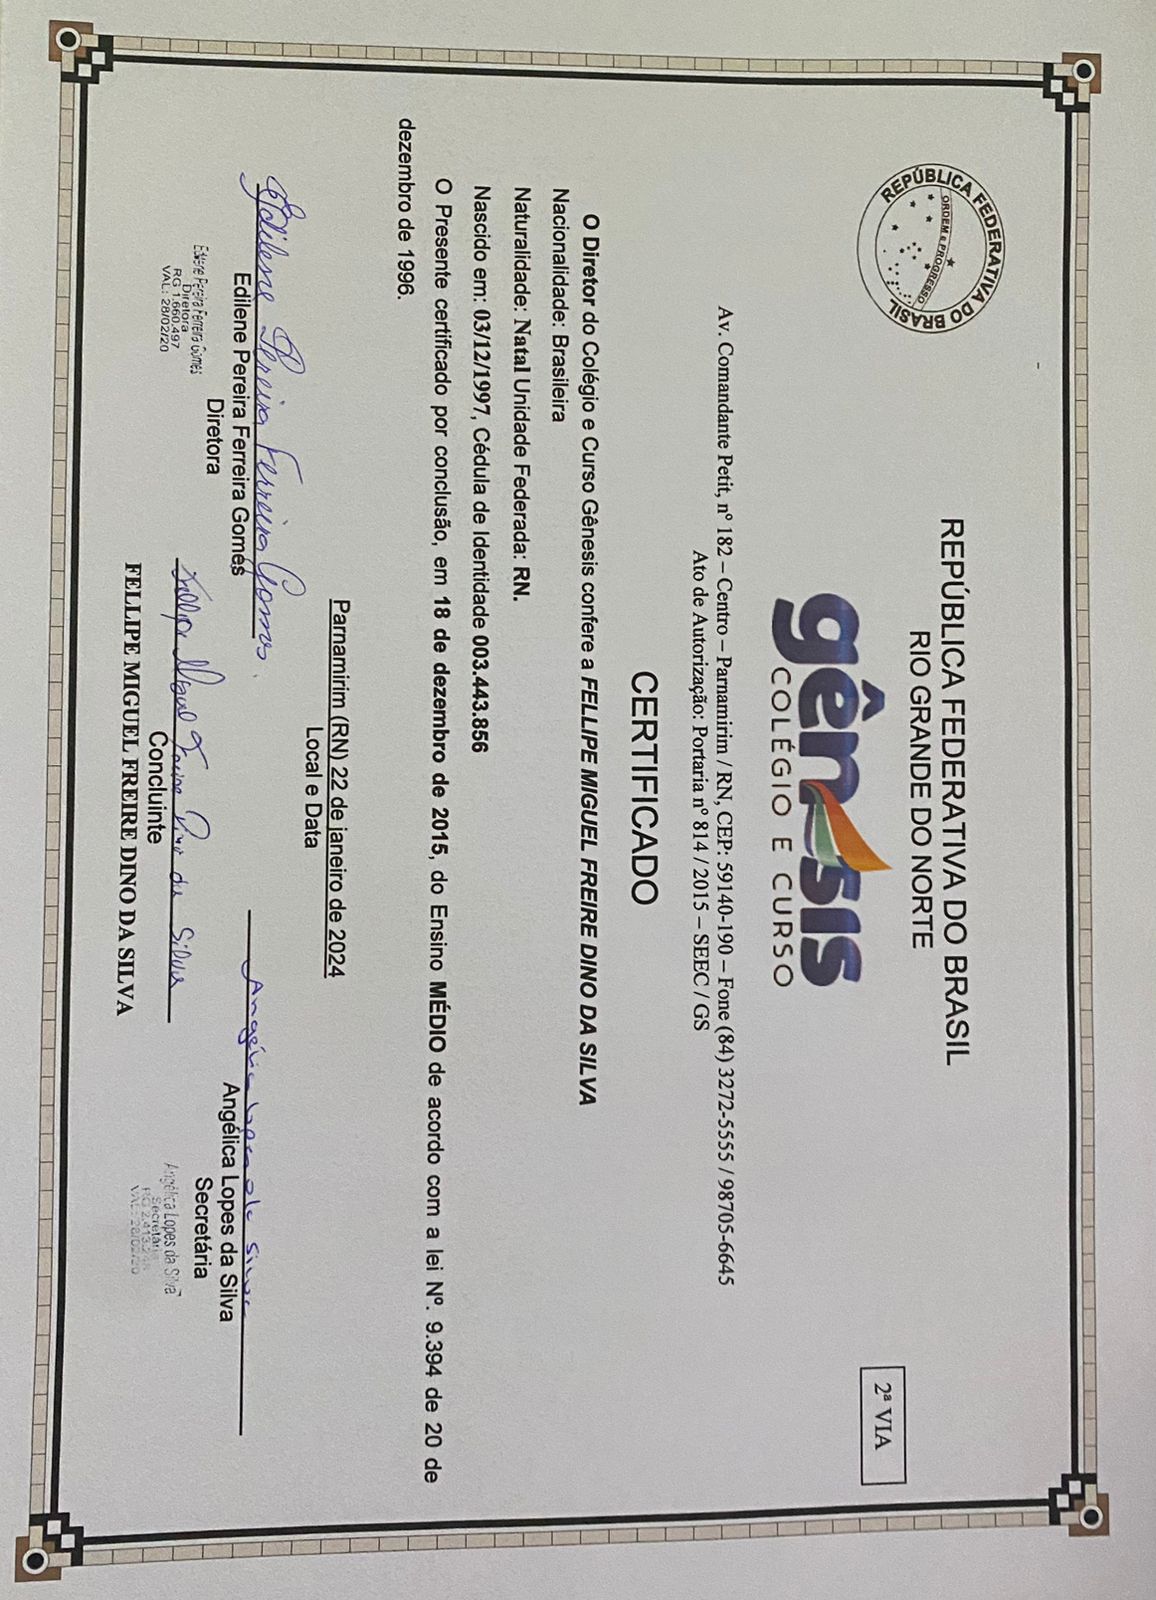 REPÚBLICA FEDERATIVA DO BRASIL
ORDEM e PROGRESSO
REPÚBLICA FEDERATIVA DO BRASIL
RIO GRANDE DO NORTE
2ª VIA
gênesis
COLÉGIO E CURSO
Av. Comandante Petit, nº 182 – Centro – Parnamirim / RN, CEP: 59140-190 – Fone (84) 3272-5555 / 98705-6645
Ato de Autorização: Portaria nº 814 / 2015 – SEEC / GS
CERTIFICADO
O Diretor do Colégio e Curso Gênesis confere a FELLIPE MIGUEL FREIRE DINO DA SILVA
Nacionalidade: Brasileira
Naturalidade: Natal Unidade Federada: RN.
Nascido em: 03/12/1997, Cédula de Identidade 003.443.856
O Presente certificado por conclusão, em 18 de dezembro de 2015, do Ensino MÉDIO de acordo com a lei Nº. 9.394 de 20 de
dezembro de 1996.
Parnamirim (RN) 22 de janeiro de 2024
Local e Data
Edilene Pereira Ferreira Gomes
Edilene Pereira Ferreira Gomes
Diretora
Edilene Pereira Ferreira Gomes
Diretora
RG 1.660.497
VAL: 28/02/20
Angélica Lopes da Silva
Angélica Lopes da Silva
Secretária
Angélica Lopes da Silva
Secretária
VAL: 28/02/20
Fellipe Miguel Freire Dino da Silva
Concluinte
FELLIPE MIGUEL FREIRE DINO DA SILVA